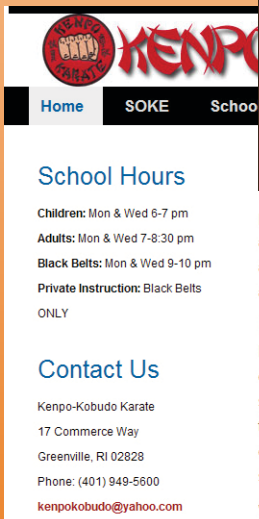 KENPO
KARATE
KENPO
Home SOKE Schoo
School Hours
Children: Mon & Wed 6-7 pm
Adults: Mon & Wed 7-8:30 pm
Black Belts: Mon & Wed 9-10 pm
Private Instruction: Black Belts
ONLY
Contact Us
Kenpo-Kobudo Karate
17 Commerce Way
Greenville, RI 02828
Phone: (401) 949-5600
kenpokobudo@yahoo.com